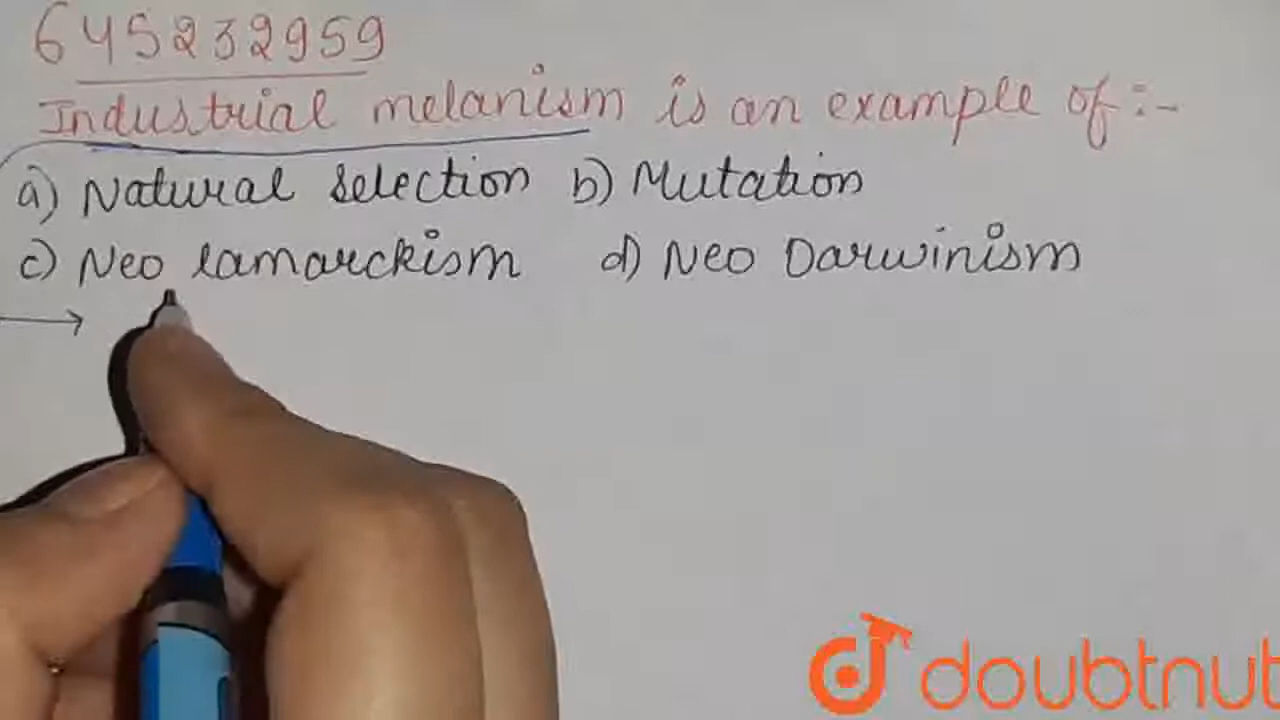 645232959
Industrial melanism is an example of:-
a) Natural selection b) Mutation
c) Neo lamarckism d) Neo Darwinism
doubtnut